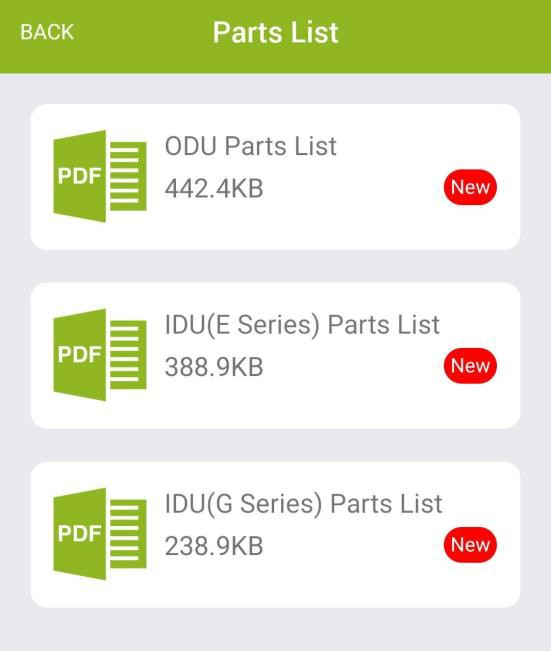 BACK
Parts List
PDF
ODU Parts List
442.4KB
New
PDF
IDU(E Series) Parts List
388.9KB
New
PDF
IDU(G Series) Parts List
238.9KB
New